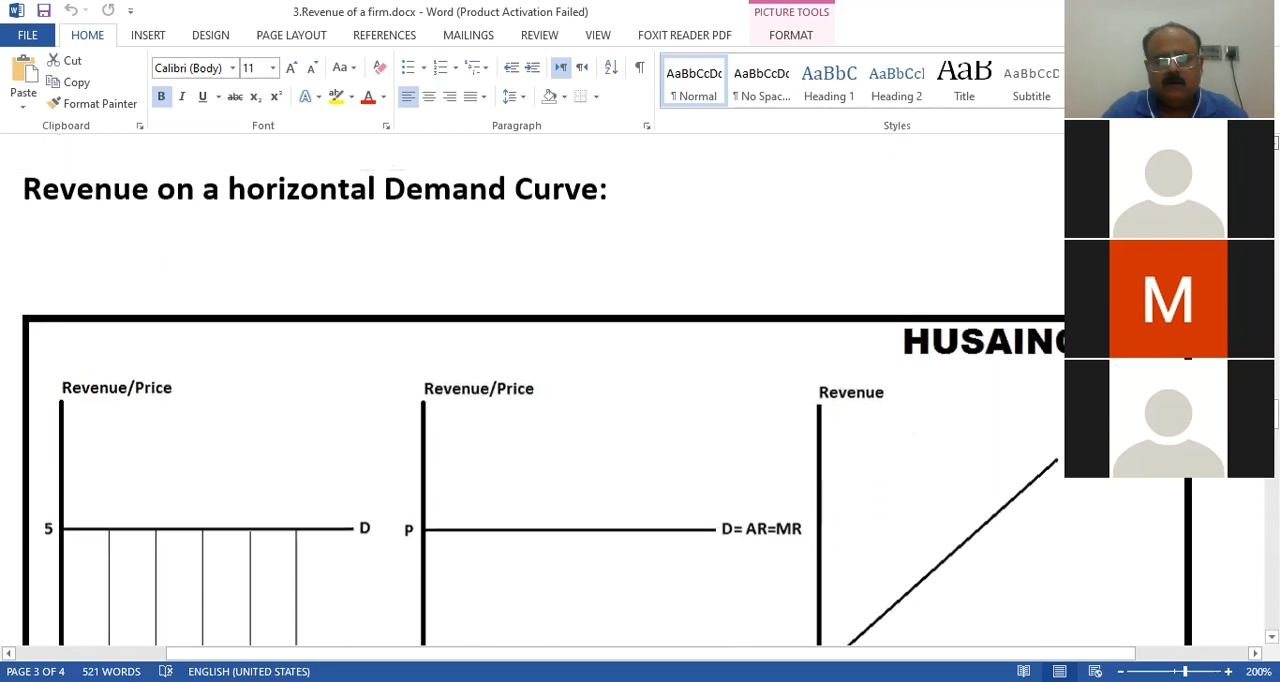 3.Revenue of a firm.docx - Word (Product Activation Failed)
PICTURE TOOLS
FILE HOME INSERT DESIGN PAGE LAYOUT REFERENCES MAILINGS REVIEW VIEW FOXIT READER PDF FORMAT
Paste
Cut
Copy
Format Painter
Clipboard
Calibri (Body) 11
Font
Paragraph
AaBbCcDc AaBbCcDc AaBbC AaBbCcl AaB AaBbCcD
¶ Normal ¶ No Spac... Heading 1 Heading 2 Title Subtitle
Styles
Revenue on a horizontal Demand Curve:
M
Revenue/Price Revenue/Price Revenue
5 D P D= AR=MR
PAGE 3 OF 4 521 WORDS ENGLISH (UNITED STATES) 200%